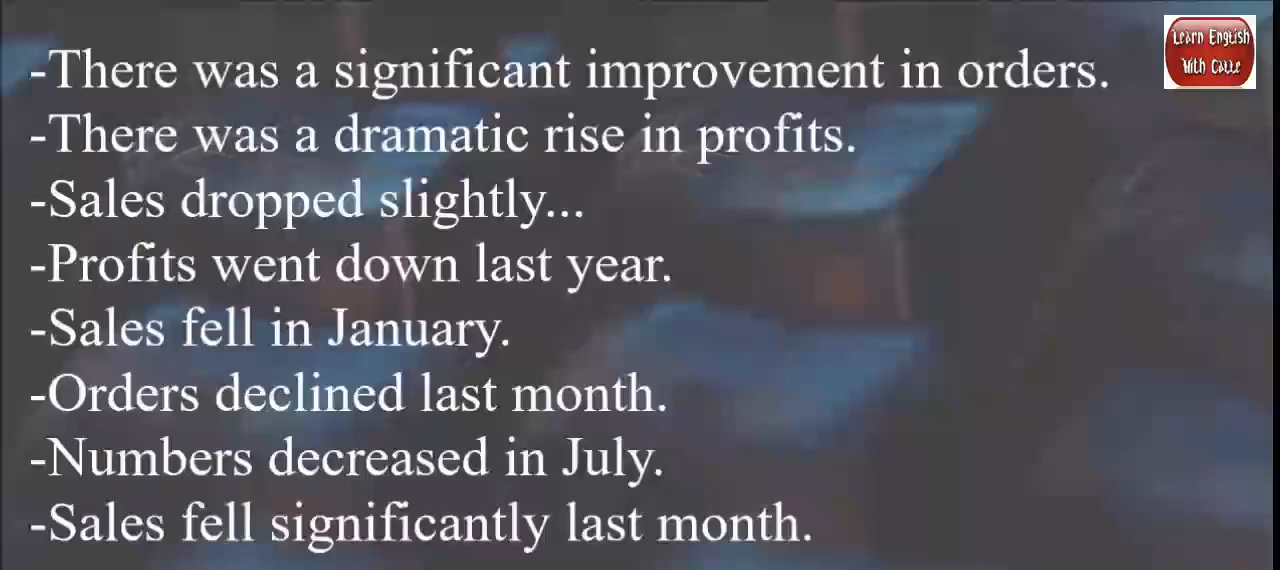 -There was a significant improvement in orders.
-There was a dramatic rise in profits.
-Sales dropped slightly...
-Profits went down last year.
-Sales fell in January.
-Orders declined last month.
-Numbers decreased in July.
-Sales fell significantly last month.
Learn English
With